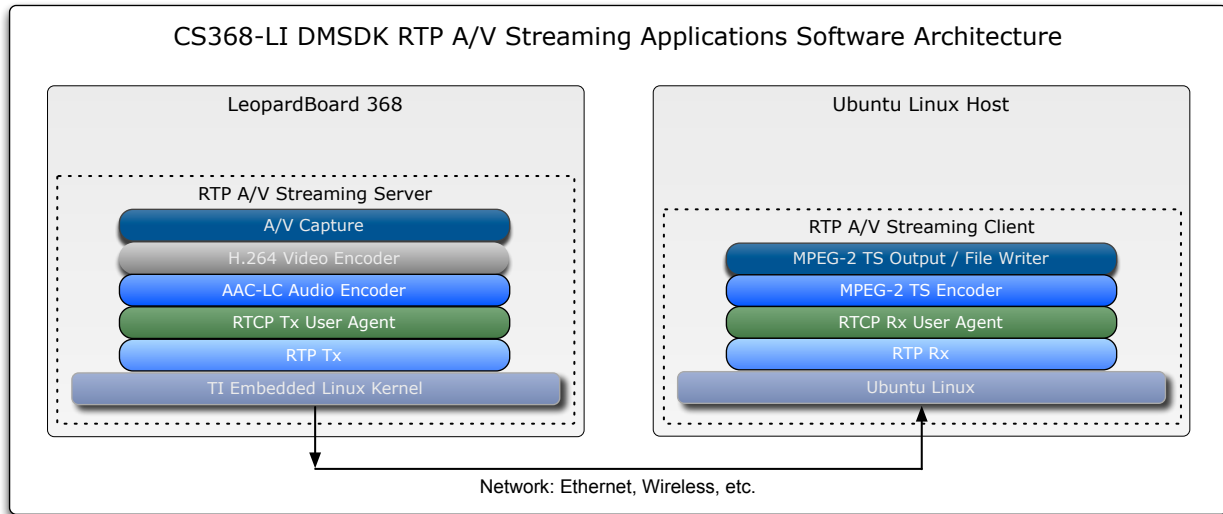 CS368-LI DMSDK RTP A/V Streaming Applications Software Architecture
LeopardBoard 368
RTP A/V Streaming Server
A/V Capture
H.264 Video Encoder
AAC-LC Audio Encoder
RTCP Tx User Agent
RTP Tx
TI Embedded Linux Kernel
Ubuntu Linux Host
RTP A/V Streaming Client
MPEG-2 TS Output / File Writer
MPEG-2 TS Encoder
RTCP Rx User Agent
RTP Rx
Ubuntu Linux
Network: Ethernet, Wireless, etc.